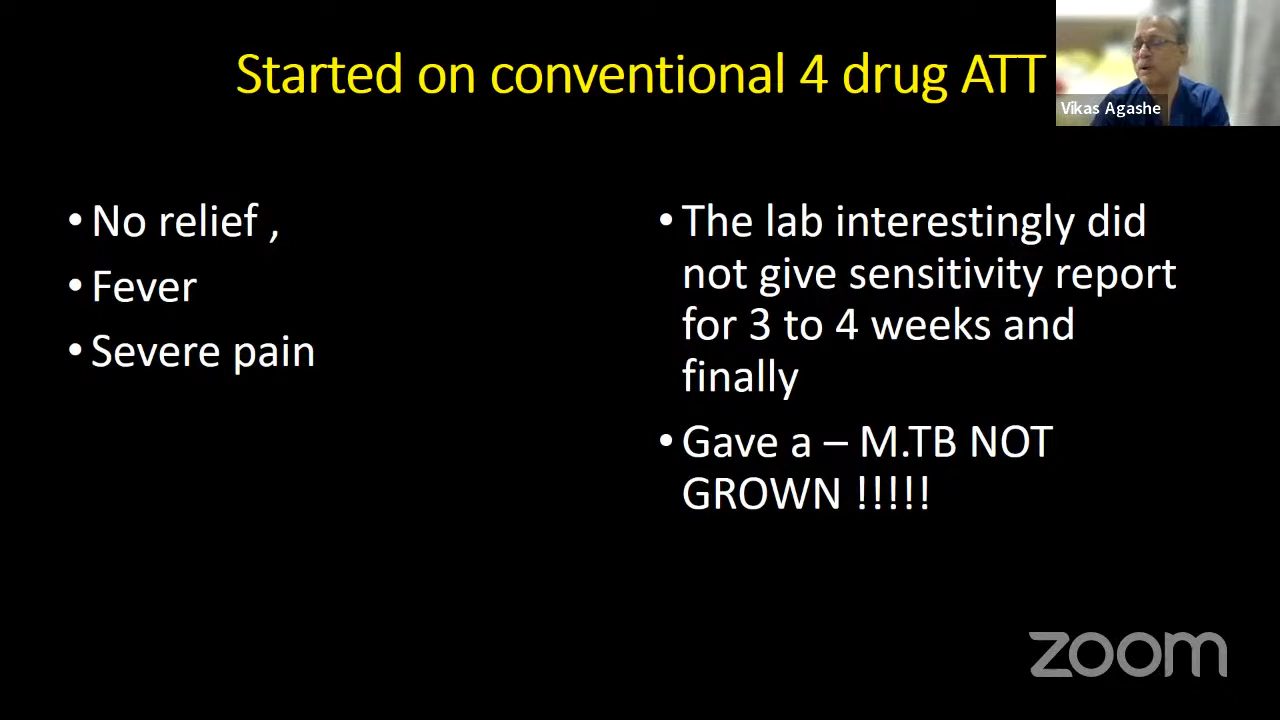 Started on conventional 4 drug ATT
Vikas Agashe
• No relief ,
• Fever
• Severe pain
• The lab interestingly did
not give sensitivity report
for 3 to 4 weeks and
finally
• Gave a – M.TB NOT
GROWN !!!!!
zoom